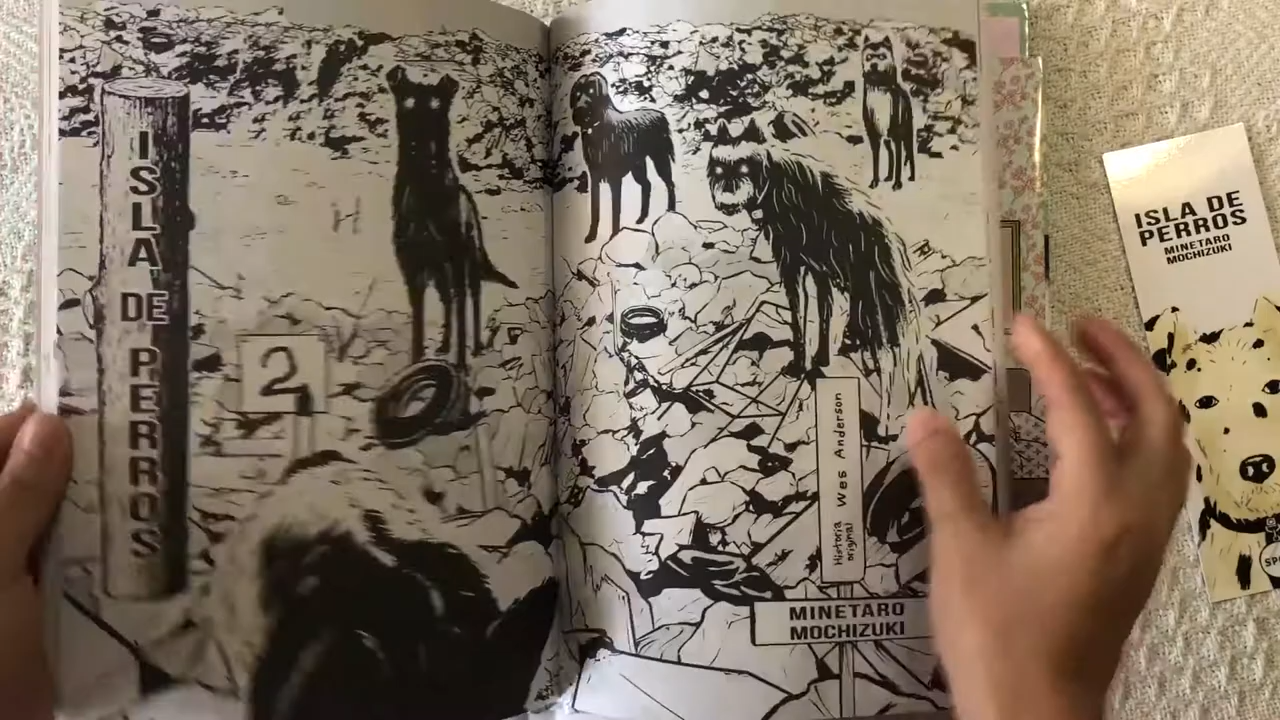 ISLA DE PERROS
2
Historia original
Wes Anderson
MINETARO
MOCHIZUKI
ISLA DE
PERROS
MINETARO
MOCHIZUKI